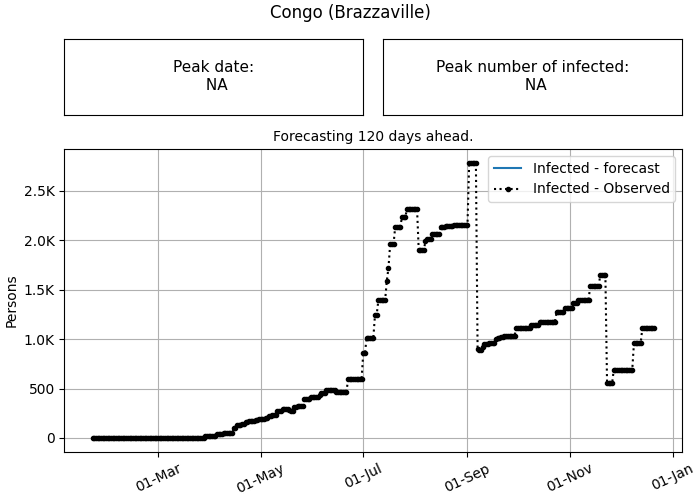 Congo (Brazzaville)
Peak date:
NA
Peak number of infected:
NA
Forecasting 120 days ahead.
Infected - forecast
Infected - Observed
Persons
2.5K
2.0K
1.5K
1.0K
500
0
01-Mar
01-May
01-Jul
01-Sep
01-Nov
01-Jan